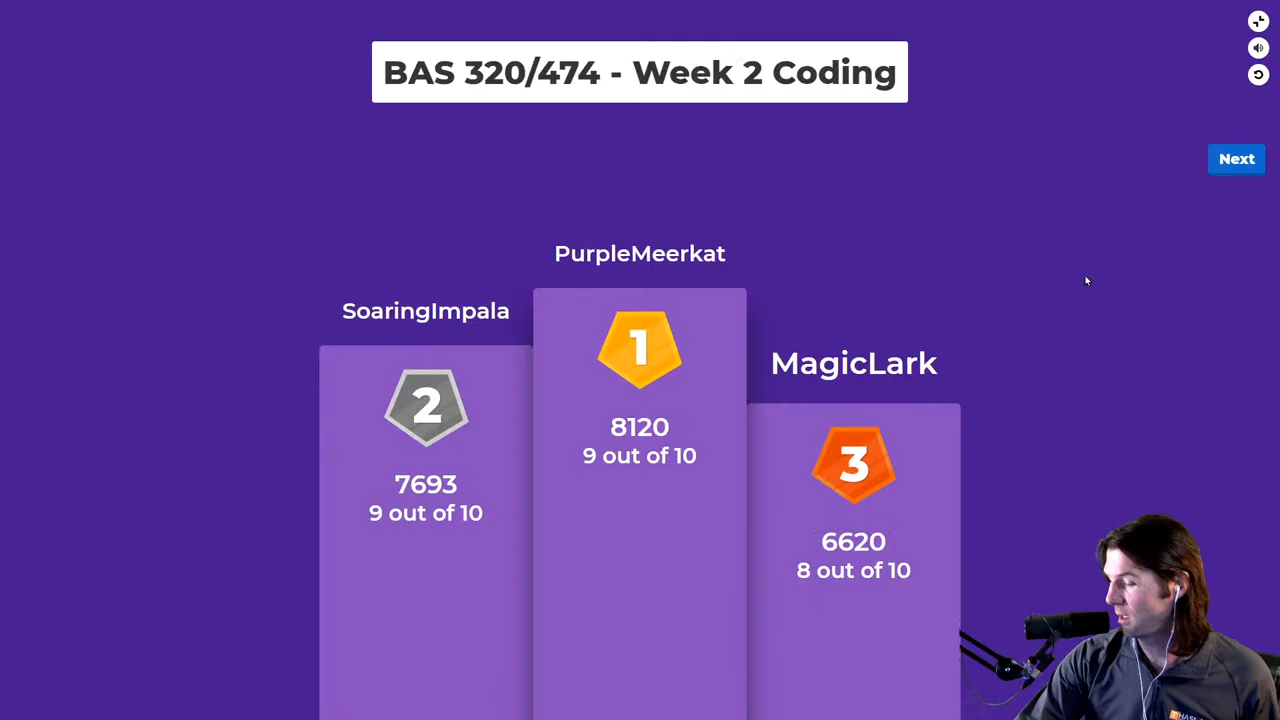 BAS 320/474 - Week 2 Coding
Next
PurpleMeerkat
SoaringImpala
MagicLark
1
8120
9 out of 10
2
7693
9 out of 10
3
6620
8 out of 10